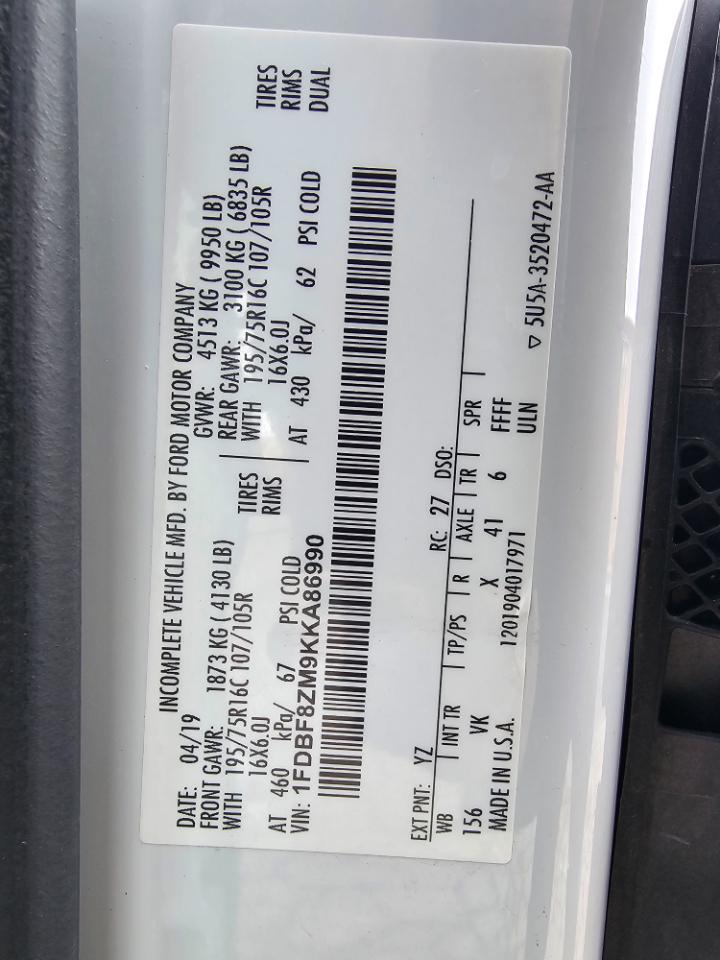 INCOMPLETE VEHICLE MFD. BY FORD MOTOR COMPANY
DATE: 04/19 GVWR: 4513 KG ( 9950 LB)
FRONT GAWR: 1873 KG ( 4130 LB) REAR GAWR: 3100 KG ( 6835 LB)
WITH 195/75R16C 107/105R TIRES WITH 195/75R16C 107/105R TIRES
16X6.0J RIMS 16X6.0J RIMS
AT 460 kPa/ 67 PSI COLD AT 430 kPa/ 62 PSI COLD DUAL
VIN: 1FDBF8ZM9KKA86990
EXT PNT: YZ RC: 27 DSO:
WB INT TR TP/PS R AXLE TR SPR
156 VK X 41 6 FFFF
MADE IN U.S.A. 1201904017971 ULN
▽ 5U5A-3520472-AA